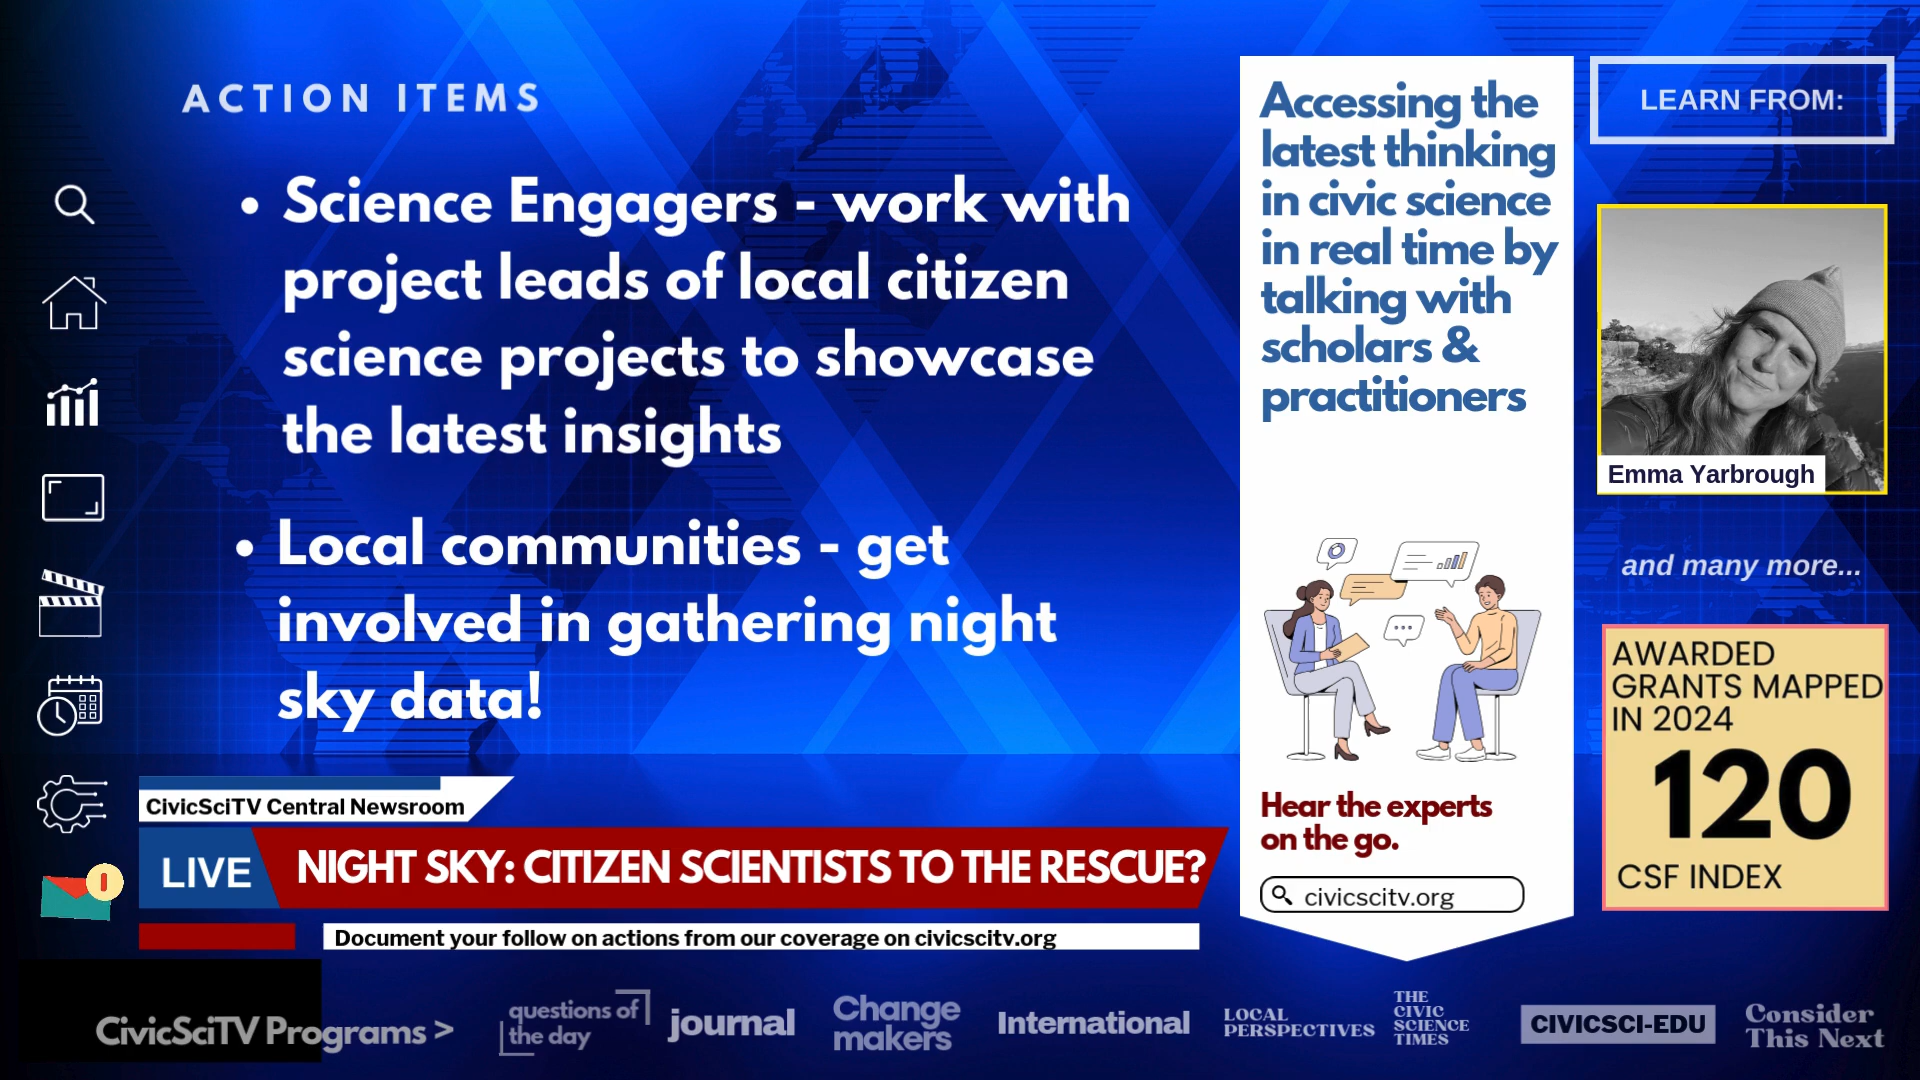 ACTION ITEMS
• Science Engagers - work with
project leads of local citizen
science projects to showcase
the latest insights
• Local communities - get
involved in gathering night
sky data!
CivicSciTV Central Newsroom
LIVE
NIGHT SKY: CITIZEN SCIENTISTS TO THE RESCUE?
Document your follow on actions from our coverage on civicscitv.org
Accessing the
latest thinking
in civic science
in real time by
talking with
scholars &
practitioners
Hear the experts
on the go.
civicscitv.org
LEARN FROM:
Emma Yarbrough
and many more...
AWARDED
GRANTS MAPPED
IN 2024
120
CSF INDEX
CivicSciTV Programs >
questions of
the day
journal
Change
makers
International
LOCAL
PERSPECTIVES
THE
CIVIC
SCIENCE
TIMES
CIVICSCI-EDU
Consider
This Next